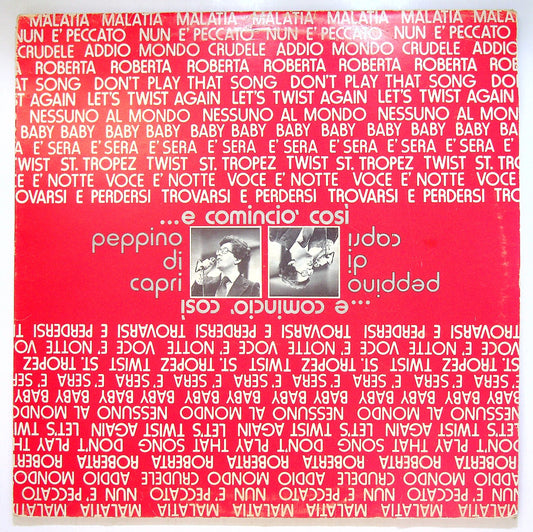 MALATIA MALATIA MALATIA MALATIA MALATIA
NUN E' PECCATO NUN E' PECCATO NUN E' PECCATO
CRUDELE ADDIO MONDO CRUDELE ADDIO MONDO CRUDELE ADDIO
ROBERTA ROBERTA ROBERTA ROBERTA ROBERTA ROBERTA
AT SONG DON'T PLAY THAT SONG DON'T PLAY THAT SONG DON'T
ST AGAIN LET'S TWIST AGAIN LET'S TWIST AGAIN LET'S TWIST AGAIN
NESSUNO AL MONDO NESSUNO AL MONDO NESSUNO AL MONDO
BABY BABY BABY BABY BABY BABY BABY BABY BABY BABY BABY
E' SERA E' SERA E' SERA E' SERA E' SERA E' SERA E' SERA
TWIST ST. TROPEZ TWIST ST. TROPEZ TWIST ST. TROPEZ TWIST
VOCE E' NOTTE VOCE E' NOTTE VOCE E' NOTTE VOCE E' NOTTE
TROVARSI E PERDERSI TROVARSI E PERDERSI TROVARSI E PERDERSI
...e cominciò così
peppino
di
capri
peppino
di
capri
...e cominciò così
TROVARSI E PERDERSI TROVARSI E PERDERSI TROVARSI E PERDERSI
VOCE E' NOTTE VOCE E' NOTTE VOCE E' NOTTE VOCE E' NOTTE
TWIST ST. TROPEZ TWIST ST. TROPEZ TWIST ST. TROPEZ
E' SERA E' SERA E' SERA E' SERA E' SERA E' SERA E' SERA
BABY BABY BABY BABY BABY BABY BABY BABY BABY BABY
NESSUNO AL MONDO NESSUNO AL MONDO NESSUNO AL MONDO
LET'S TWIST AGAIN LET'S TWIST AGAIN LET'S TWIST AGAIN
DON'T PLAY THAT SONG DON'T PLAY THAT SONG DON'T PLAY TH
ROBERTA ROBERTA ROBERTA ROBERTA ROBERTA ROBERTA
ADDIO MONDO CRUDELE ADDIO MONDO CRUDELE ADDIO MONDO
NUN E' PECCATO NUN E' PECCATO NUN E' PECCATO
MALATIA MALATIA MALATIA MALATIA MALATIA